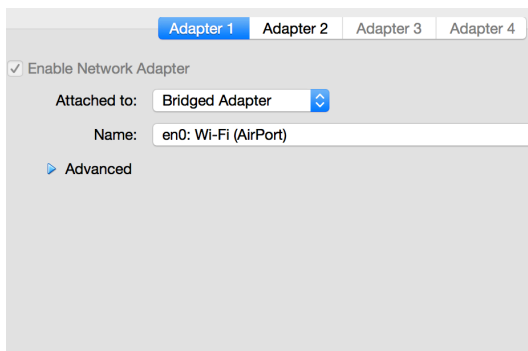 Adapter 1 Adapter 2 Adapter 3 Adapter 4
Enable Network Adapter
Attached to: Bridged Adapter
Name: en0: Wi-Fi (AirPort)
Advanced